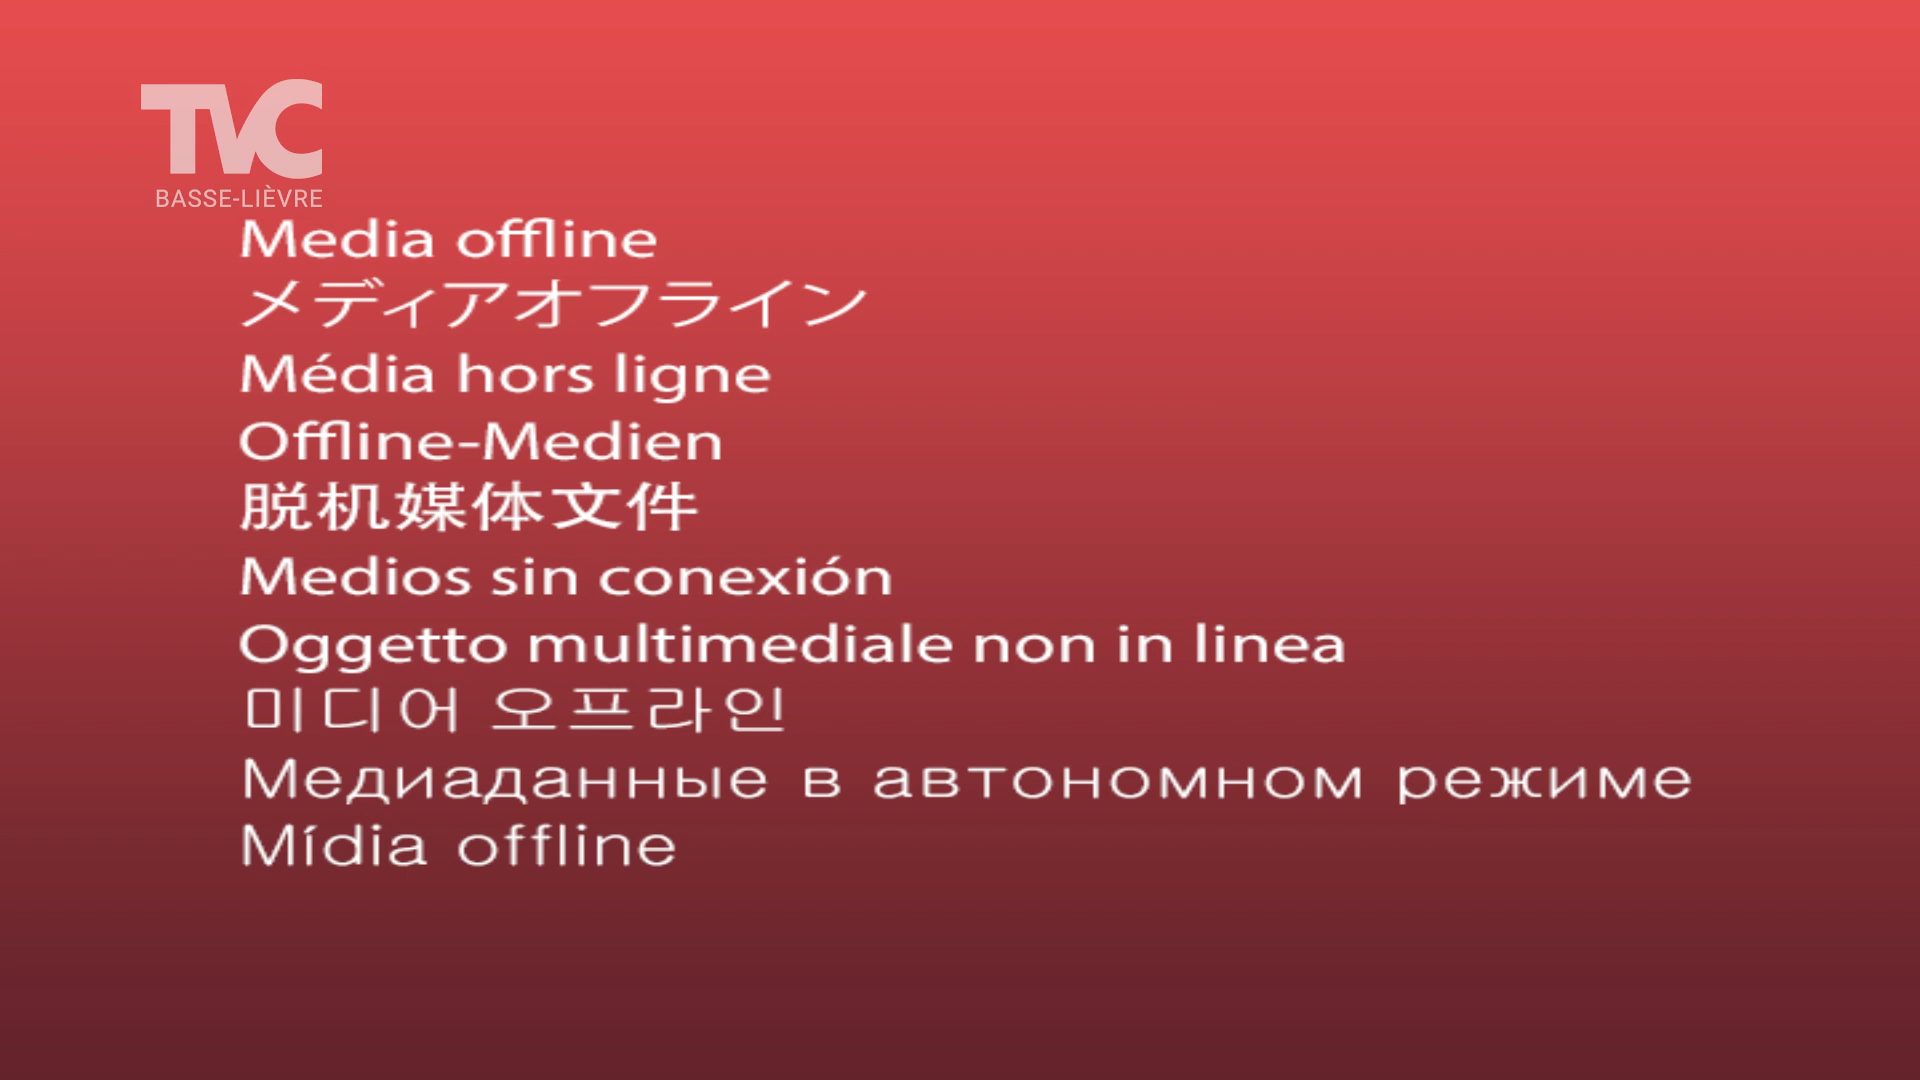 TVC
BASSE-LIÈVRE
Media offline
メディアオフライン
Média hors ligne
Offline-Medien
脱机媒体文件
Medios sin conexión
Oggetto multimediale non in linea
미디어 오프라인
Медиаданные в автономном режиме
Mídia offline